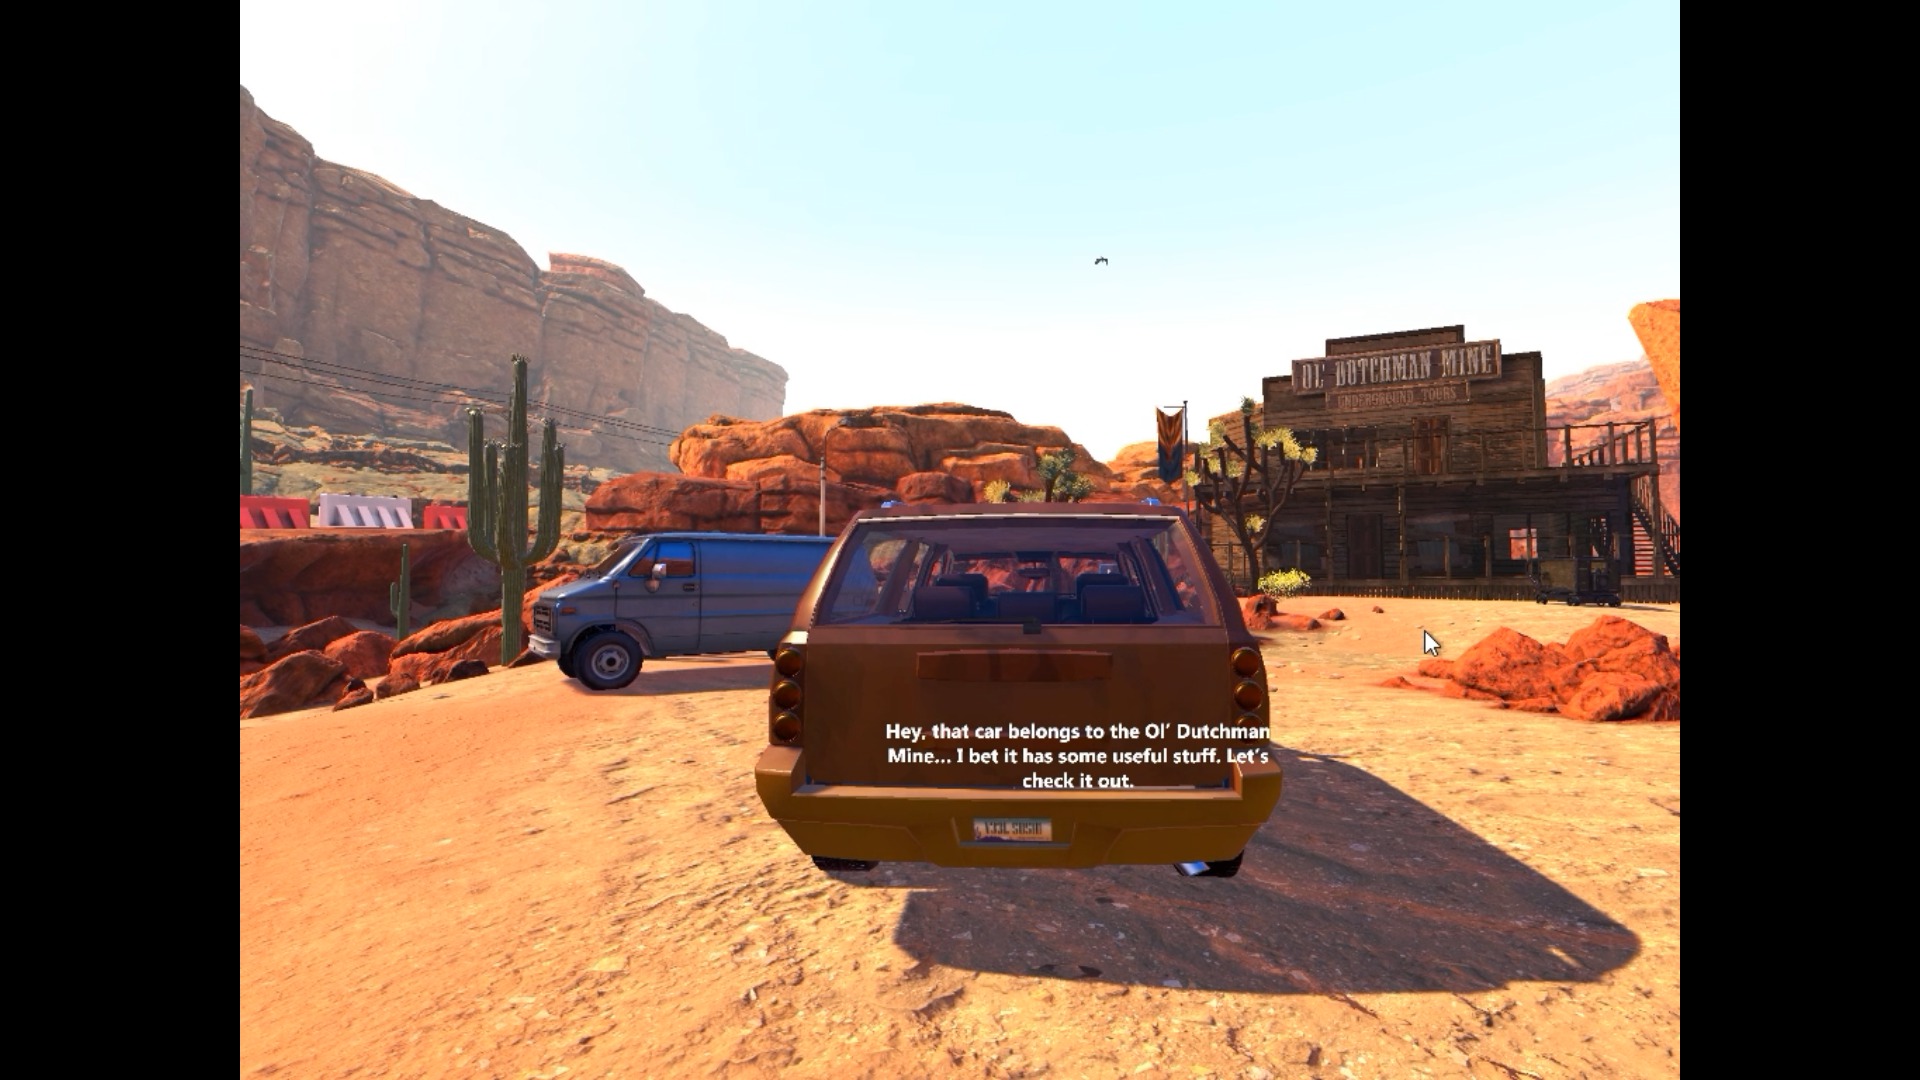 OL' DUTCHMAN MINE
UNDERGROUND TOURS
Hey, that car belongs to the Ol' Dutchman
Mine... I bet it has some useful stuff. Let's
check it out.